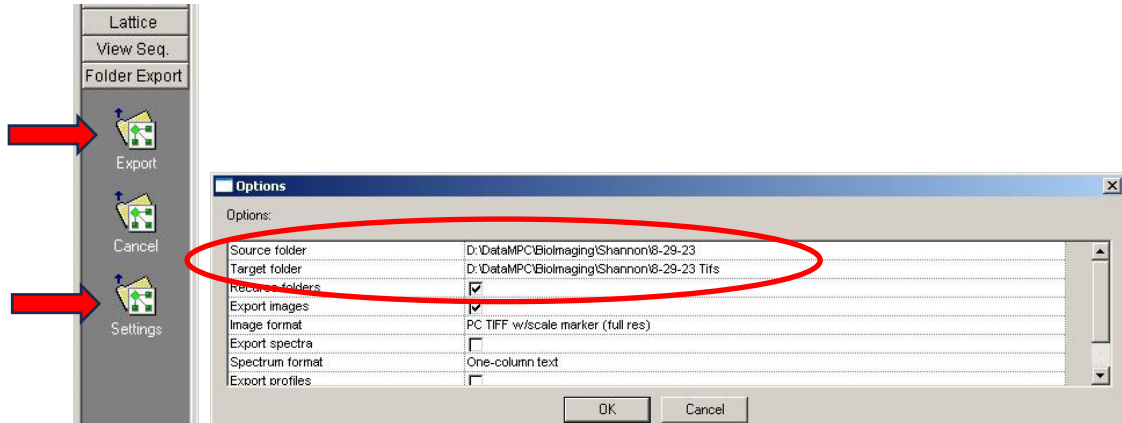 Lattice
View Seq.
Folder Export
Export
Cancel
Settings
Options
Options:
Source folder D:\DataMPC\BioImaging\Shannon\8-29-23
Target folder D:\DataMPC\BioImaging\Shannon\8-29-23 Tifs
Recurse folders
Export images
Image format PC TIFF w/scale marker (full res)
Export spectra
Spectrum format One-column text
Export profiles
OK Cancel